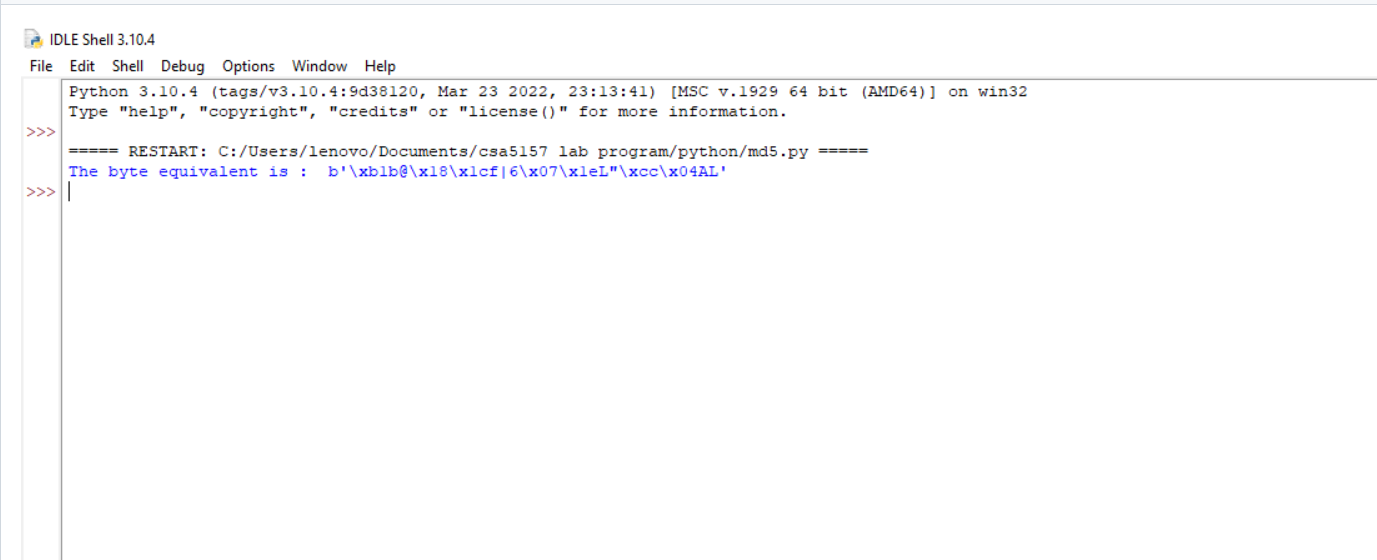 IDLE Shell 3.10.4
File Edit Shell Debug Options Window Help
Python 3.10.4 (tags/v3.10.4:9d38120, Mar 23 2022, 23:13:41) [MSC v.1929 64 bit (AMD64)] on win32
Type "help", "copyright", "credits" or "license()" for more information.
>>>
===== RESTART: C:/Users/lenovo/Documents/csa5157 lab program/python/md5.py =====
The byte equivalent is :  b'\xb1b@\x18\x1cf|6\x07\x1eL"\xcc\x04AL'
>>>